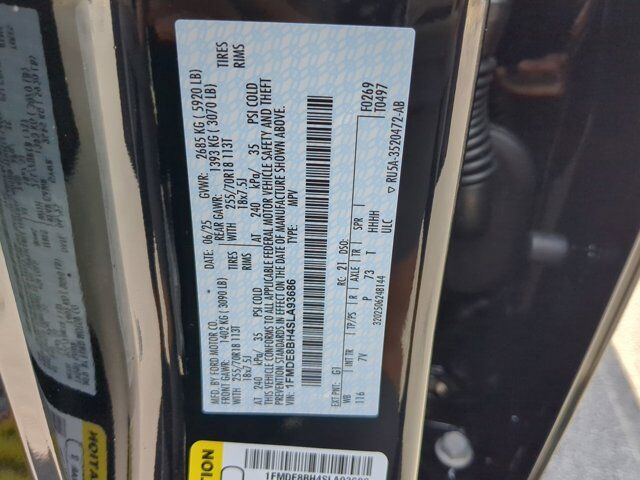 MFD. BY FORD MOTOR CO.
DATE: 06/25 GVWR: 2685 KG ( 5920 LB)
FRONT GAWR: 1402 KG ( 3090 LB) REAR GAWR: 1393 KG ( 3070 LB)
WITH 255/70R18 113T TIRES WITH 255/70R18 113T TIRES
18x7.5J RIMS 18x7.5J RIMS
AT 240 kPa/ 35 PSI COLD AT 240 kPa/ 35 PSI COLD
THIS VEHICLE CONFORMS TO ALL APPLICABLE FEDERAL MOTOR VEHICLE SAFETY AND THEFT
PREVENTION STANDARDS IN EFFECT ON THE DATE OF MANUFACTURE SHOWN ABOVE.
VIN: 1FMDE8BH4SLA93686 TYPE: MPV
F0269
T0497
EXT PNT: G1 RC: 21 DSO:
WB INTTR TP/PS R AXLE TR SPR
116 7V P 73 T HHHH
ULC
320250624B144 RU5A-3520472-AB
1FMDE8BH4SLA93686